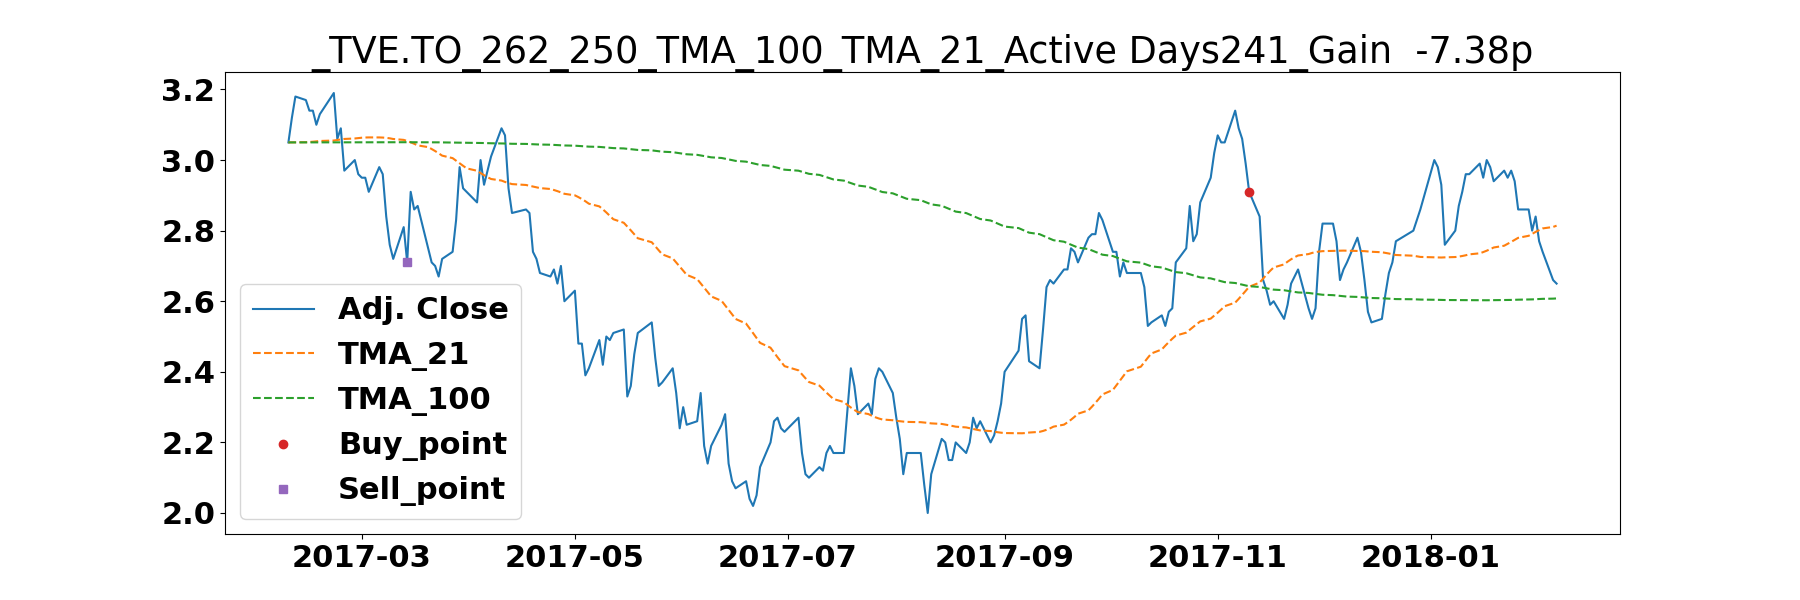 _TVE.TO_262_250_TMA_100_TMA_21_Active Days241_Gain  -7.38p
3.2
3.0
2.8
2.6
2.4
2.2
2.0
Adj. Close
TMA_21
TMA_100
Buy_point
Sell_point
2017-03 2017-05 2017-07 2017-09 2017-11 2018-01